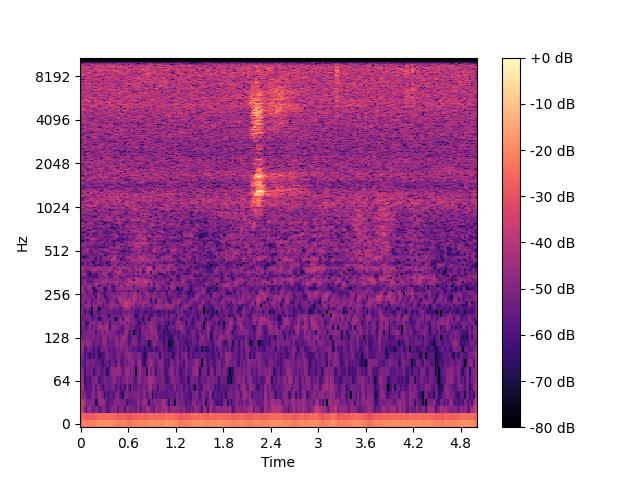 8192
4096
2048
1024
512
256
128
64
0
Hz
0 0.6 1.2 1.8 2.4 3 3.6 4.2 4.8
Time
+0 dB
-10 dB
-20 dB
-30 dB
-40 dB
-50 dB
-60 dB
-70 dB
-80 dB